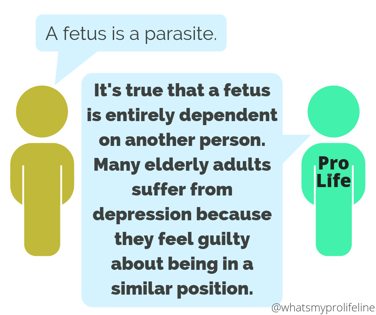 A fetus is a parasite.
It's true that a fetus
is entirely dependent
on another person.
Many elderly adults
suffer from
depression because
they feel guilty
about being in a
similar position.
Pro
Life
@whatsmyprolifeline